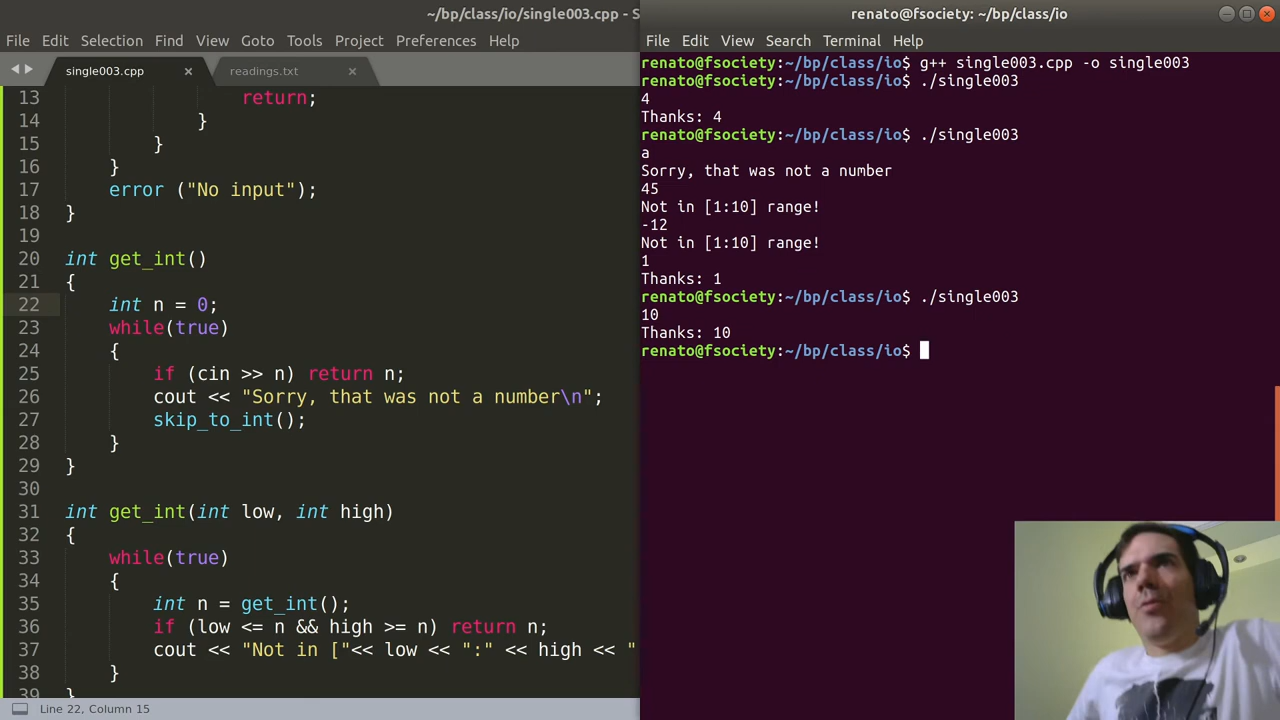 ~/bp/class/io/single003.cpp - S
File Edit Selection Find View Goto Tools Project Preferences Help
single003.cpp × readings.txt ×
13 return;
14 }
15 }
16 }
17 error ("No input");
18 }
19
20 int get_int()
21 {
22 int n = 0;
23 while(true)
24 {
25 if (cin >> n) return n;
26 cout << "Sorry, that was not a number\n";
27 skip_to_int();
28 }
29 }
30
31 int get_int(int low, int high)
32 {
33 while(true)
34 {
35 int n = get_int();
36 if (low <= n && high >= n) return n;
37 cout << "Not in ["<< low << ":" << high << "
38 }
39 }
Line 22, Column 15
renato@fsociety: ~/bp/class/io
File Edit View Search Terminal Help
renato@fsociety:~/bp/class/io$ g++ single003.cpp -o single003
renato@fsociety:~/bp/class/io$ ./single003
4
Thanks: 4
renato@fsociety:~/bp/class/io$ ./single003
a
Sorry, that was not a number
45
Not in [1:10] range!
-12
Not in [1:10] range!
1
Thanks: 1
renato@fsociety:~/bp/class/io$ ./single003
10
Thanks: 10
renato@fsociety:~/bp/class/io$